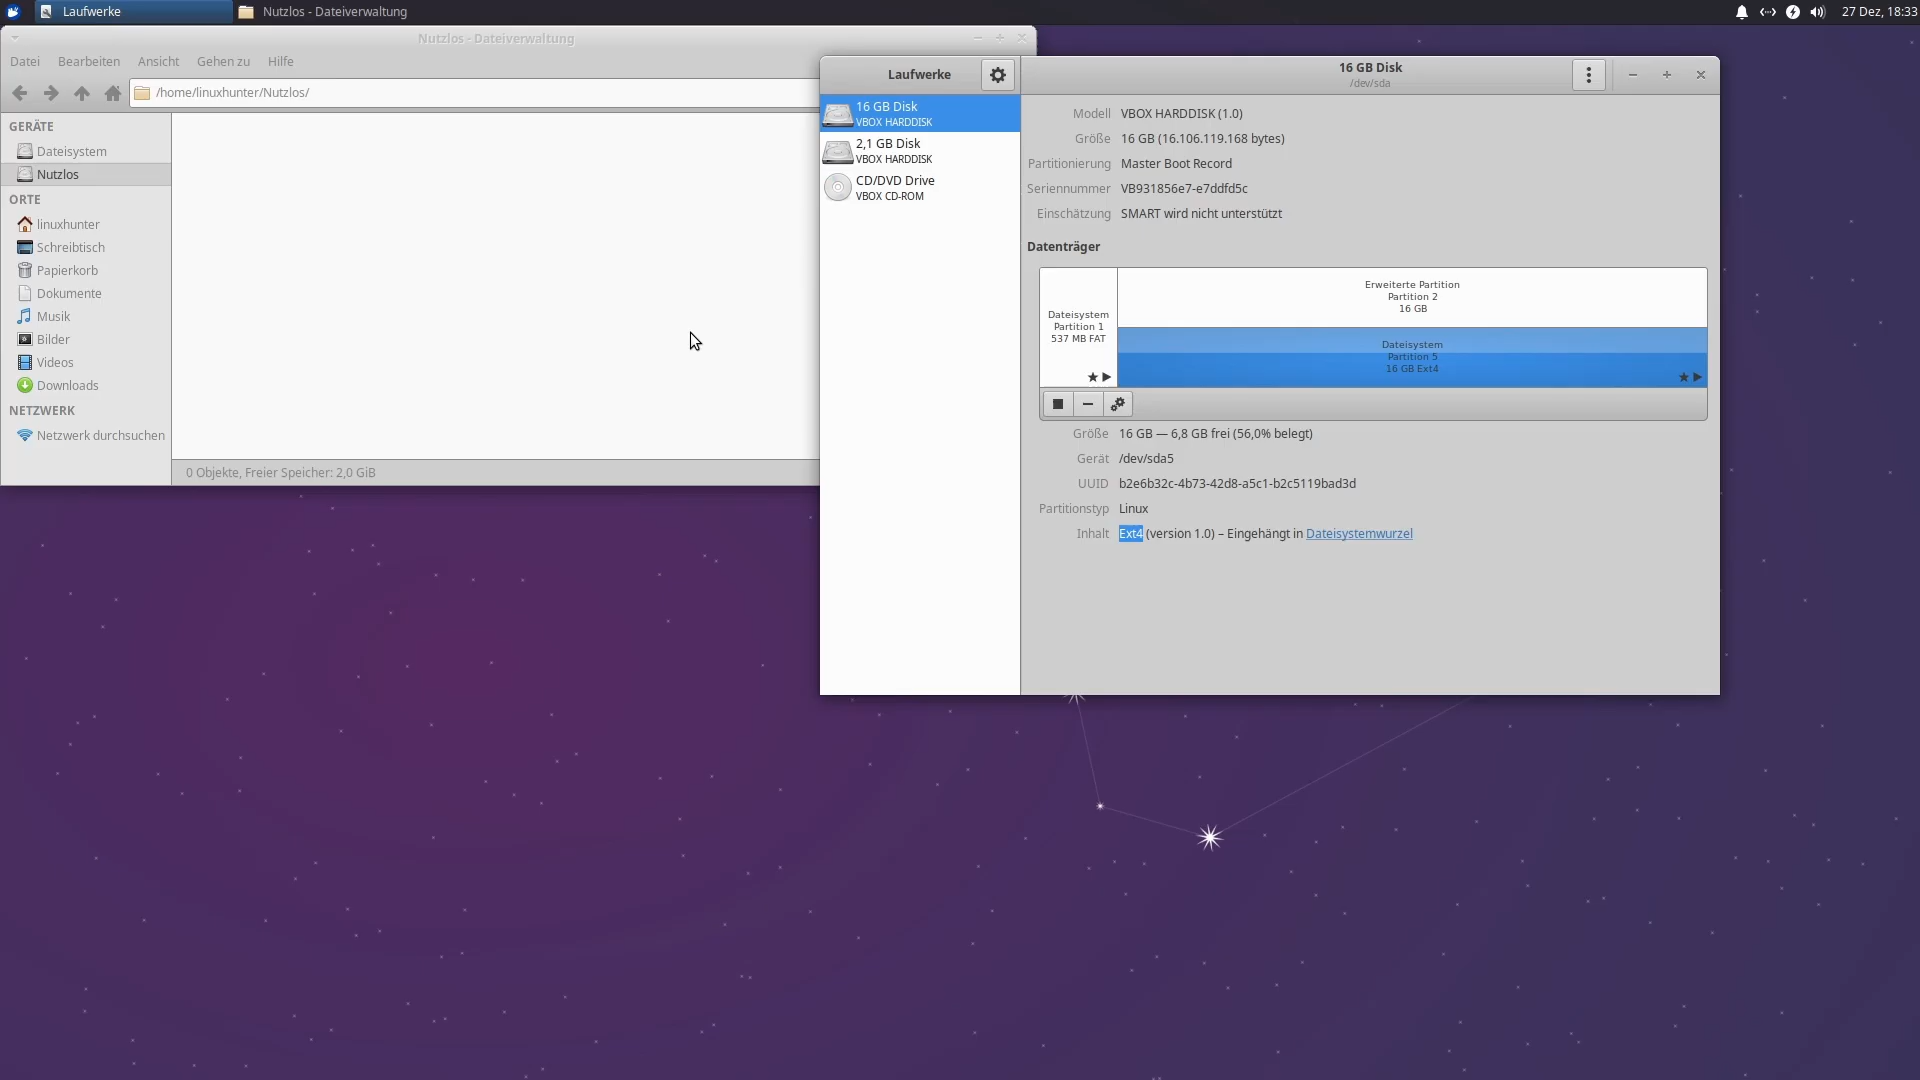 Laufwerke
Nutzlos - Dateiverwaltung
27 Dez, 18:33
Nutzlos - Dateiverwaltung
Datei Bearbeiten Ansicht Gehen zu Hilfe
/home/linuxhunter/Nutzlos/
GERÄTE
Dateisystem
Nutzlos
ORTE
linuxhunter
Schreibtisch
Papierkorb
Dokumente
Musik
Bilder
Videos
Downloads
NETZWERK
Netzwerk durchsuchen
0 Objekte, Freier Speicher: 2,0 GiB
Laufwerke
16 GB Disk
/dev/sda
16 GB Disk
VBOX HARDDISK
2,1 GB Disk
VBOX HARDDISK
CD/DVD Drive
VBOX CD-ROM
Modell VBOX HARDDISK (1.0)
Größe 16 GB (16.106.119.168 bytes)
Partitionierung Master Boot Record
Seriennummer VB931856e7-e7ddfd5c
Einschätzung SMART wird nicht unterstützt
Datenträger
Dateisystem
Partition 1
537 MB FAT
Erweiterte Partition
Partition 2
16 GB
Dateisystem
Partition 5
16 GB Ext4
Größe 16 GB — 6,8 GB frei (56,0% belegt)
Gerät /dev/sda5
UUID b2e6b32c-4b73-42d8-a5c1-b2c5119bad3d
Partitionstyp Linux
Inhalt Ext4 (version 1.0) – Eingehängt in Dateisystemwurzel